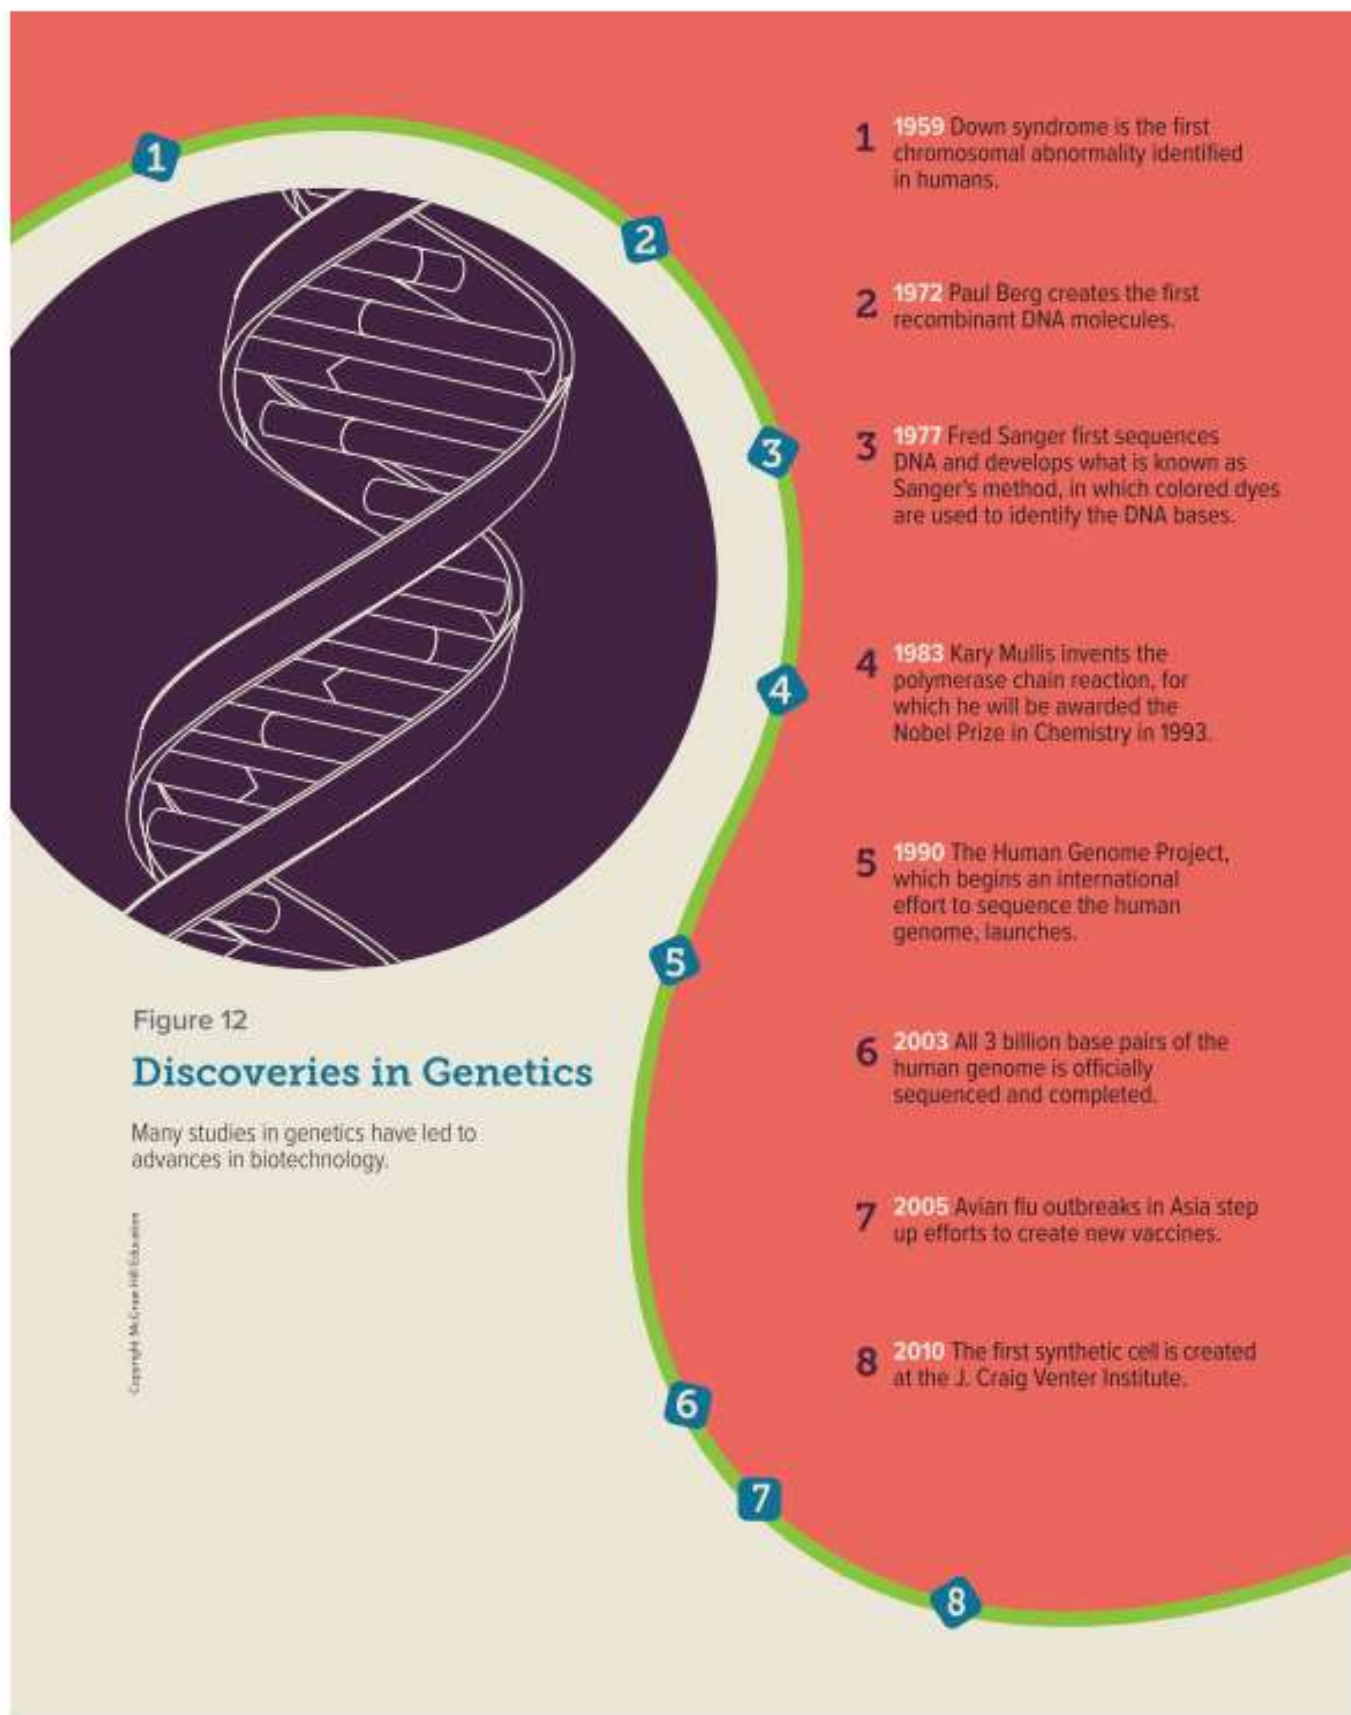 1
2
3
4
5
6
7
8
1 1959 Down syndrome is the first
chromosomal abnormality identified
in humans.
2 1972 Paul Berg creates the first
recombinant DNA molecules.
3 1977 Fred Sanger first sequences
DNA and develops what is known as
Sanger's method, in which colored dyes
are used to identify the DNA bases.
4 1983 Kary Mullis invents the
polymerase chain reaction, for
which he will be awarded the
Nobel Prize in Chemistry in 1993.
5 1990 The Human Genome Project,
which begins an international
effort to sequence the human
genome, launches.
6 2003 All 3 billion base pairs of the
human genome is officially
sequenced and completed.
7 2005 Avian flu outbreaks in Asia step
up efforts to create new vaccines.
8 2010 The first synthetic cell is created
at the J. Craig Venter Institute.
Figure 12
Discoveries in Genetics
Many studies in genetics have led to
advances in biotechnology.
Copyright McGraw-Hill Education